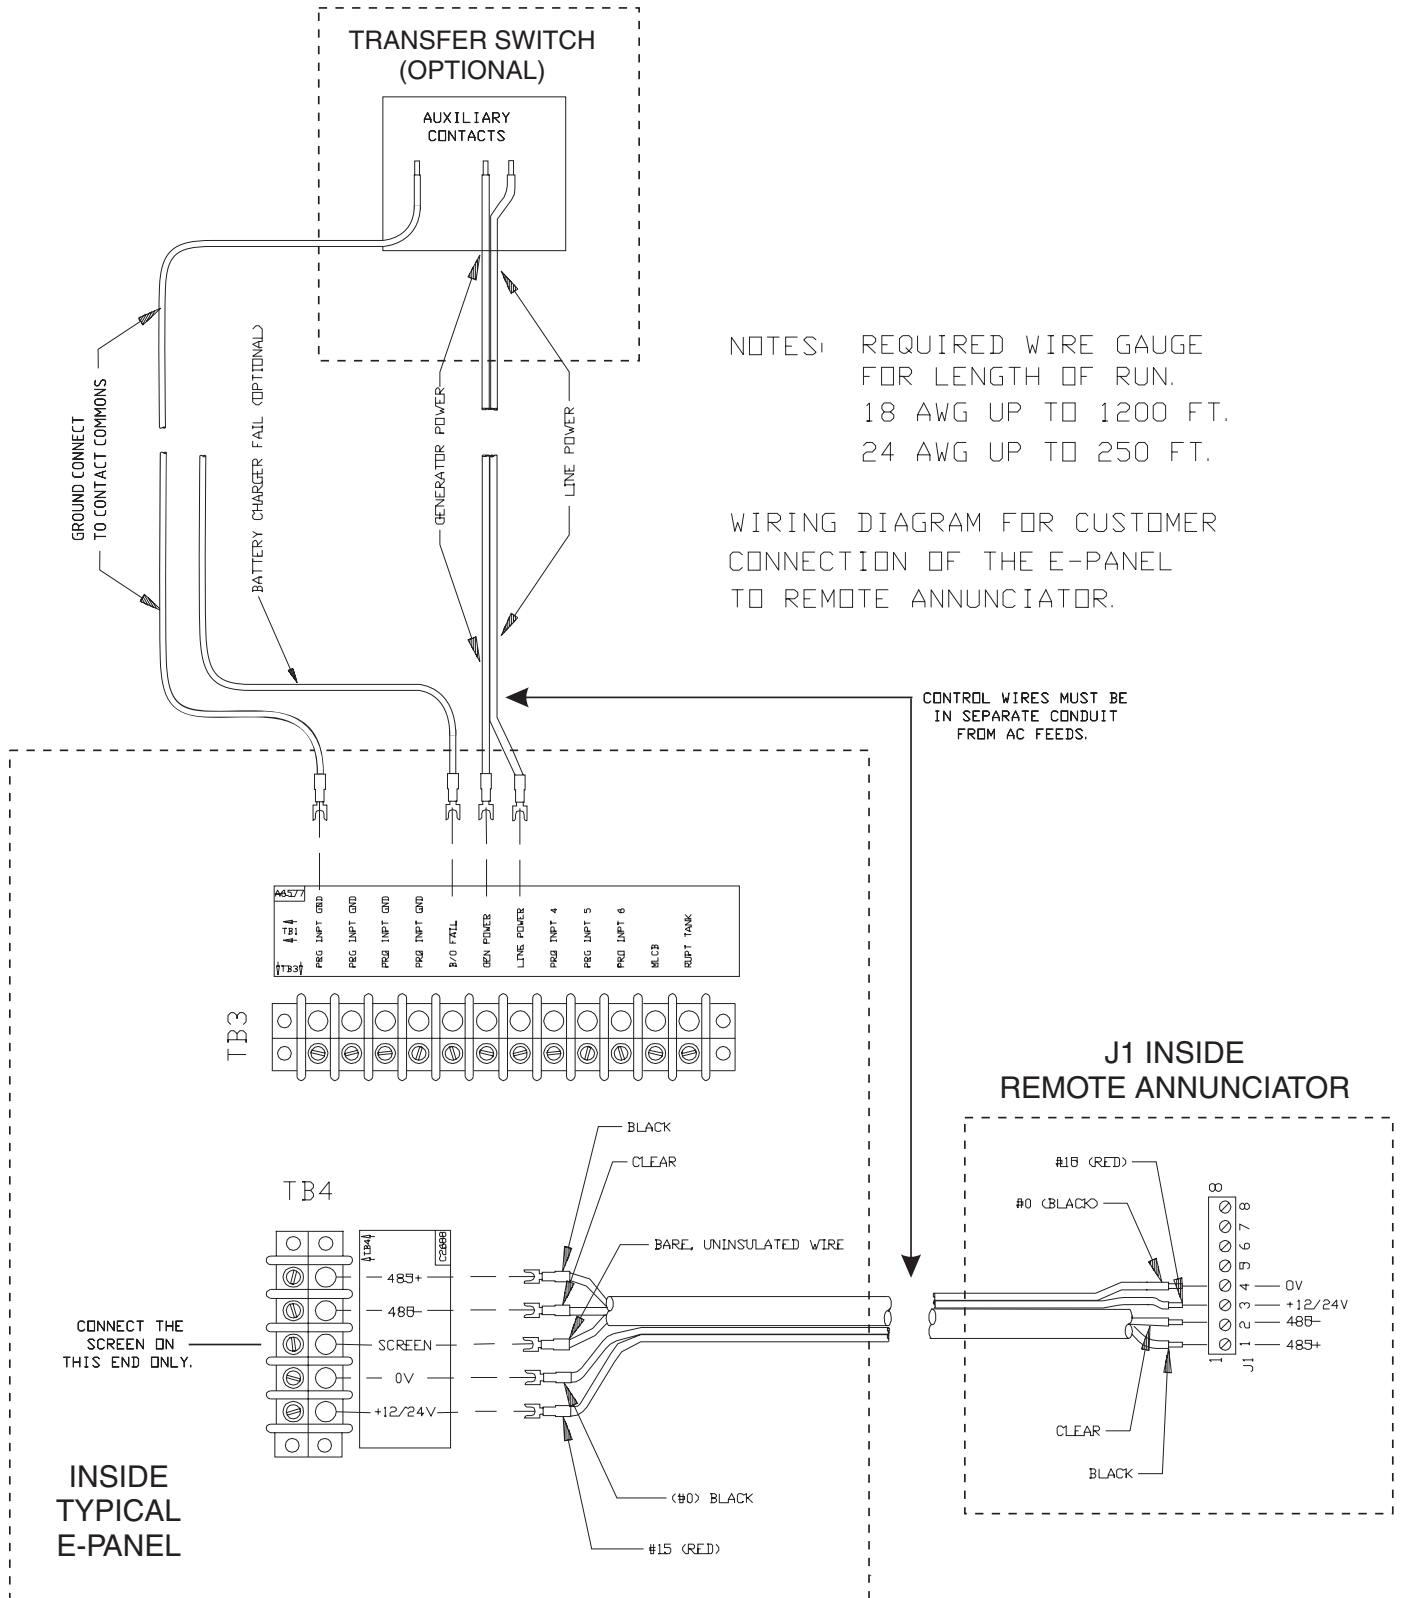 TRANSFER SWITCH
(OPTIONAL)
AUXILIARY
CONTACTS
GROUND CONNECT
TO CONTACT COMMONS
BATTERY CHARGER FAIL (OPTIONAL)
GENERATOR POWER
LINE POWER
NOTES: REQUIRED WIRE GAUGE
FOR LENGTH OF RUN.
18 AWG UP TO 1200 FT.
24 AWG UP TO 250 FT.
WIRING DIAGRAM FOR CUSTOMER
CONNECTION OF THE E-PANEL
TO REMOTE ANNUNCIATOR.
CONTROL WIRES MUST BE
IN SEPARATE CONDUIT
FROM AC FEEDS.
A6577
TB1
TB3
PRG INPT GND
PRG INPT GND
PRG INPT GND
PRG INPT GND
B/O FAIL
GEN POWER
LINE POWER
PRG INPT 4
PRG INPT 5
PRG INPT 6
MLCB
RUPT TANK
TB3
TB4
TB4
C2688
485+
485-
SCREEN
0V
+12/24V
BLACK
CLEAR
BARE, UNINSULATED WIRE
CONNECT THE
SCREEN ON
THIS END ONLY.
(#0) BLACK
#15 (RED)
INSIDE
TYPICAL
E-PANEL
J1 INSIDE
REMOTE ANNUNCIATOR
#15 (RED)
#0 (BLACK)
8
8
7
6
5
4
3
2
1
1
J1
0V
+12/24V
485-
485+
CLEAR
BLACK